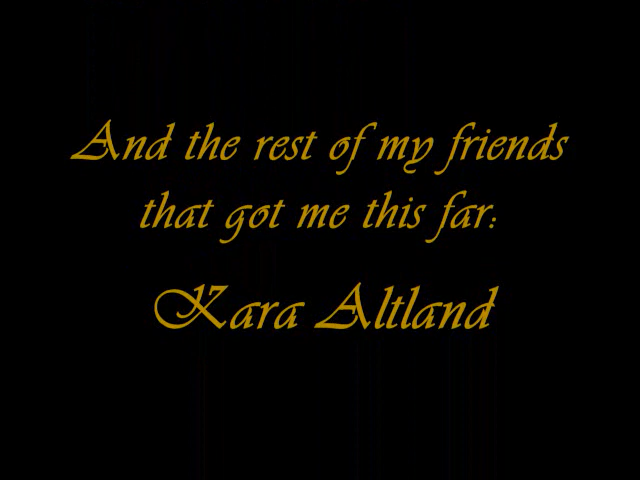 And the rest of my friends
that got me this far:
Kara Altland